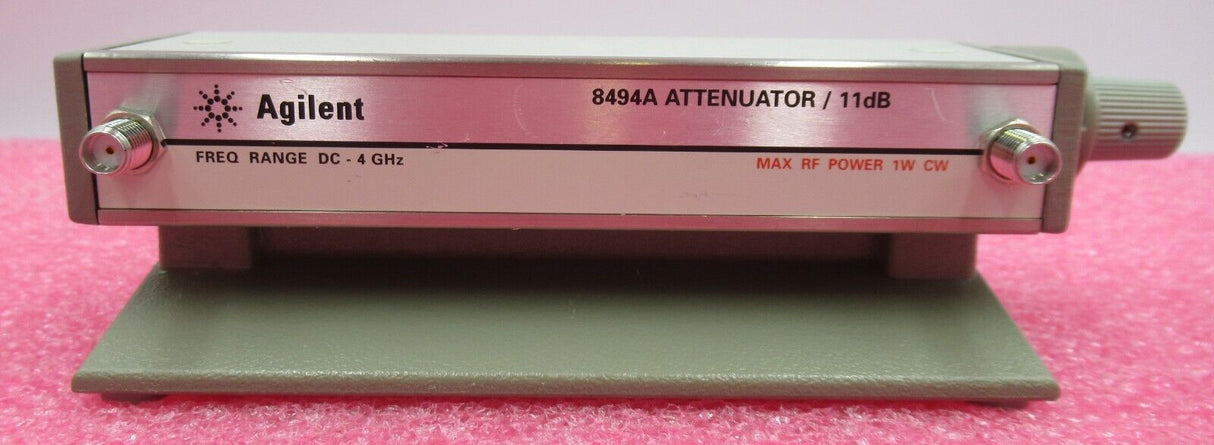 Agilent
8494A ATTENUATOR / 11dB
FREQ RANGE DC - 4 GHz
MAX RF POWER 1W CW